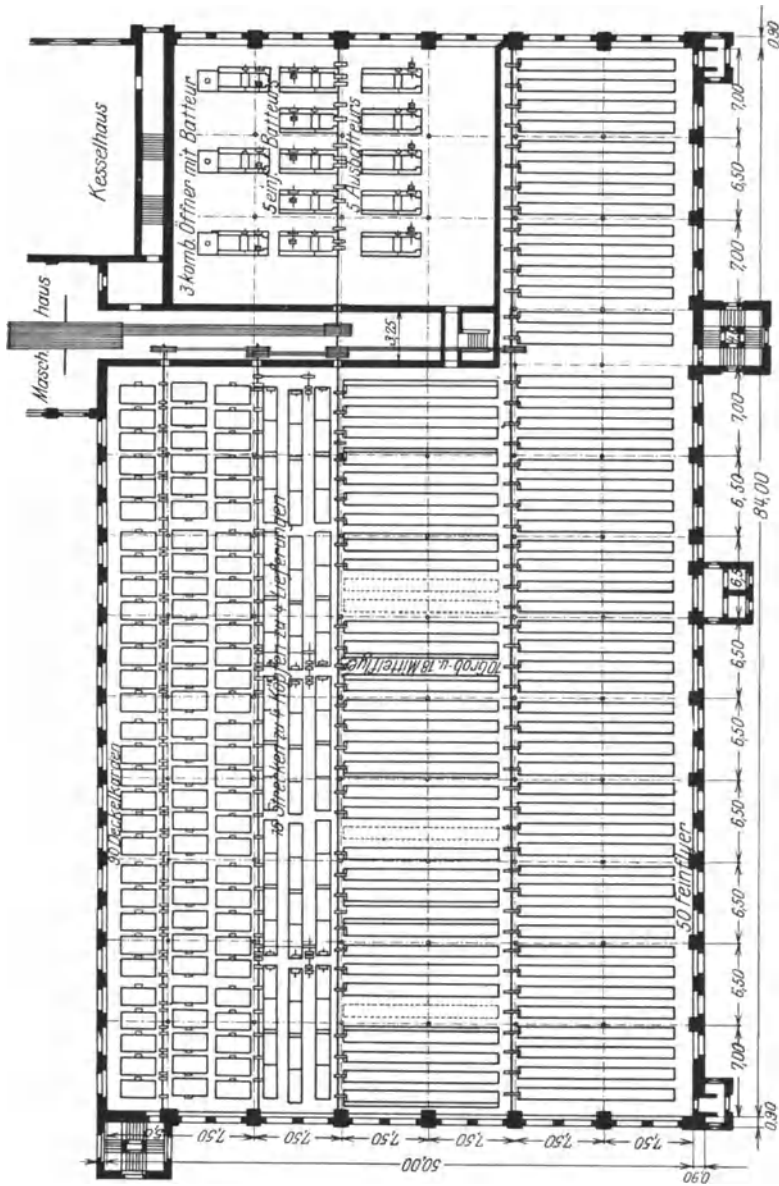 Kesselhaus
Masch. haus
3 komb. Öffner mit Batteur
5 einf. Batteurs
5 Ausbatteurs
3,25
90 Deckelkarden
18 Strecken zu 4 Köpfen zu 4 Lieferungen
10 Grob- u. 18 Mittelflyer
50 Feinflyer
0,90
7,00
6,50
7,00
7,00
6,50
6,5
6,50
6,50
6,50
6,50
6,50
7,00
0,90
84,00
7,50
7,50
7,50
7,50
7,50
7,50
50,00
0,90